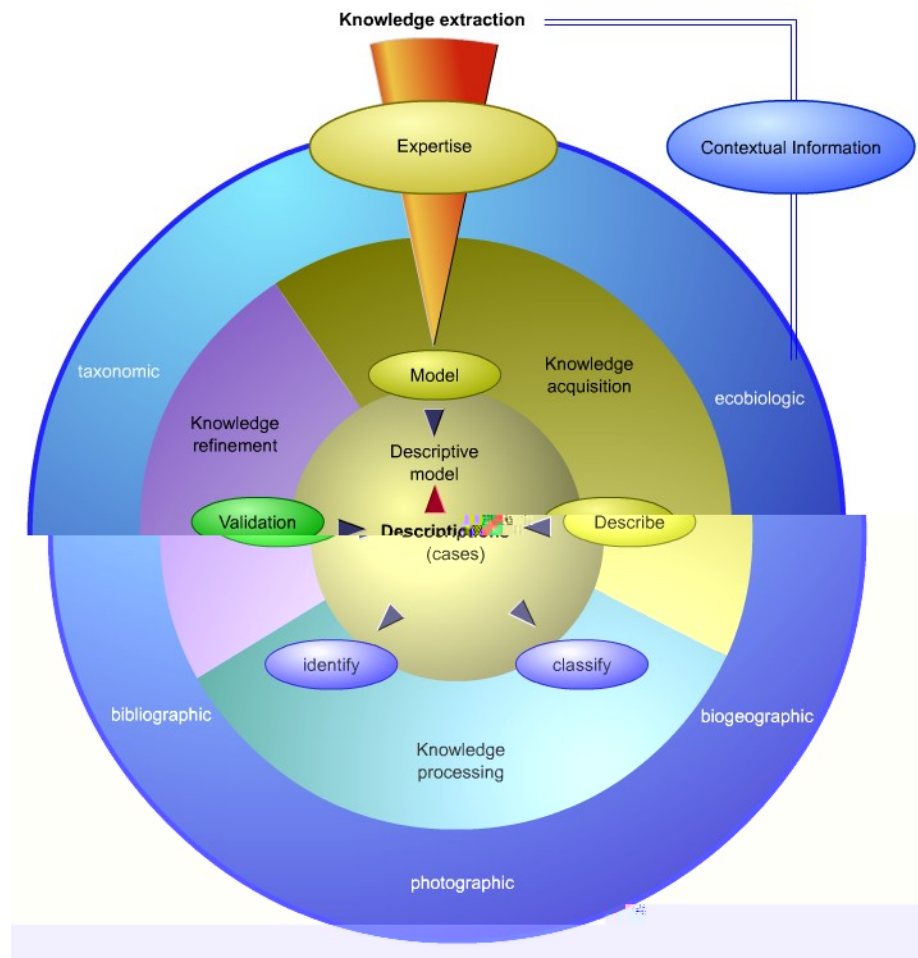 Knowledge extraction
Expertise
Contextual Information
taxonomic
Knowledge
acquisition
Model
ecobiologic
Knowledge
refinement
Descriptive
model
Validation
Describe
(cases)
identify
classify
bibliographic
biogeographic
Knowledge
processing
photographic